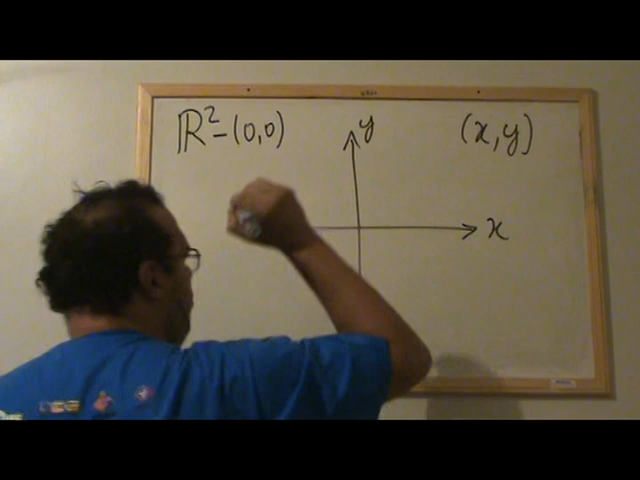 ℝ²-(0,0)
y
(x,y)
x